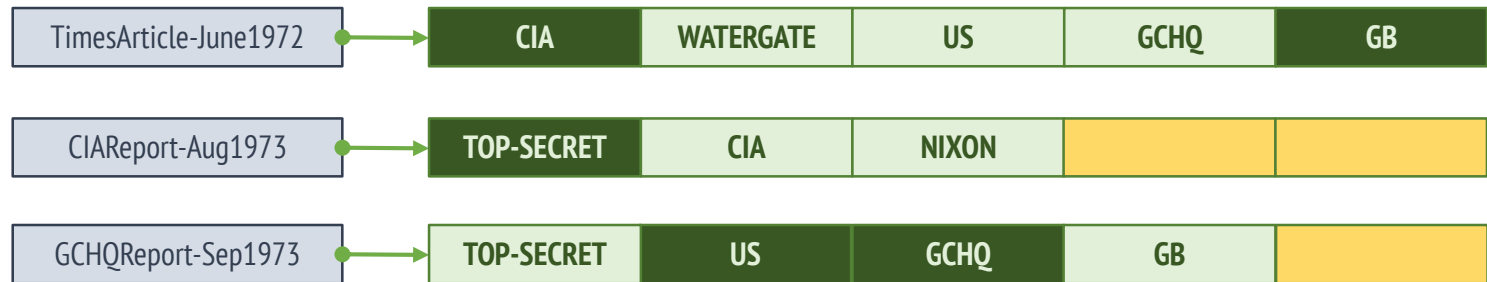 TimesArticle-June1972 CIA WATERGATE US GCHQ GB
CIAReport-Aug1973 TOP-SECRET CIA NIXON
GCHQReport-Sep1973 TOP-SECRET US GCHQ GB